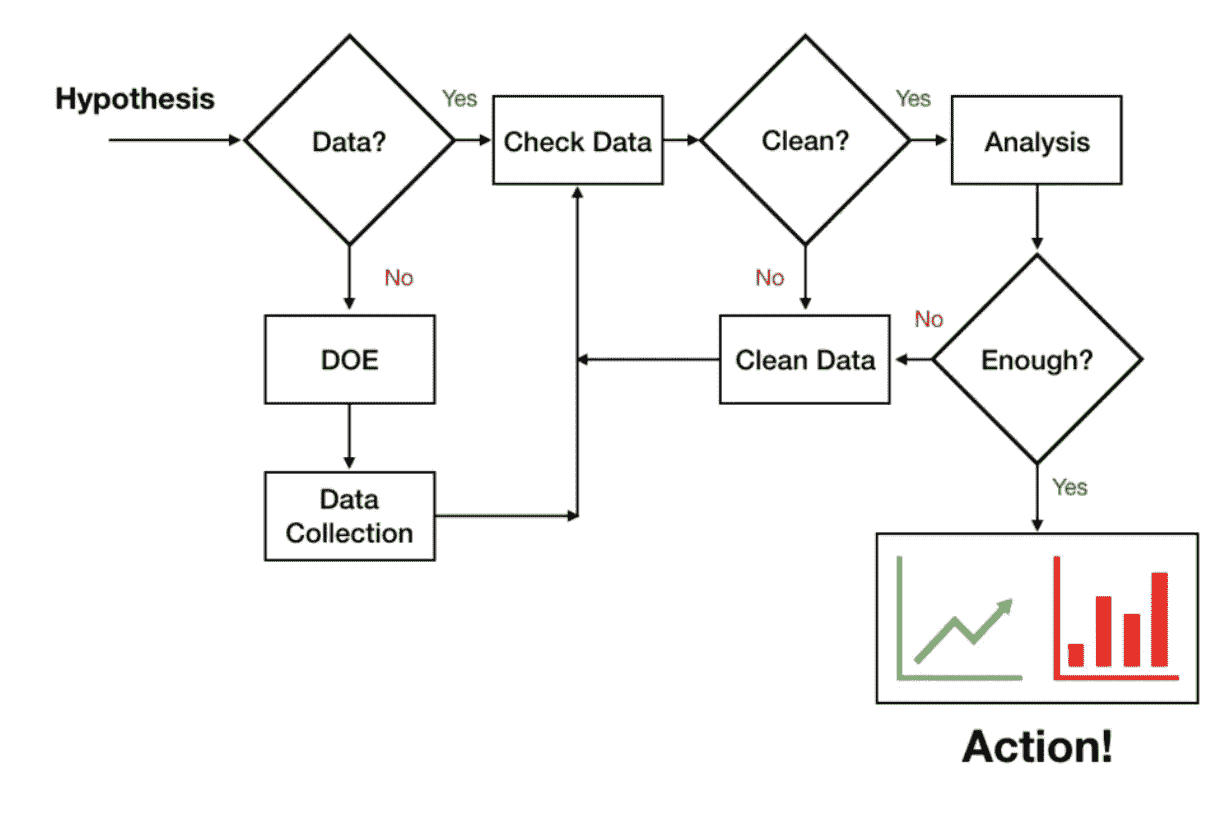 Hypothesis
Data?
Yes
Check Data
Clean?
Yes
Analysis
No
DOE
No
Clean Data
No
Enough?
Data
Collection
Yes
Action!